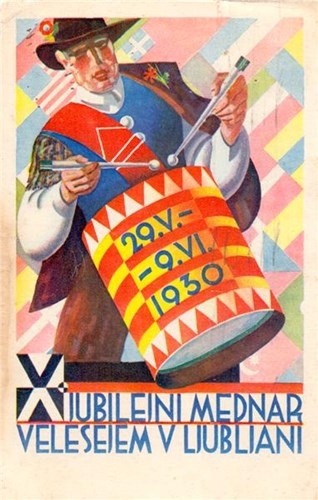 29.V.-
-9.VI.
1930
X JUBILEJNI MEDNAR.
VELESEJEM V LJUBLJANI